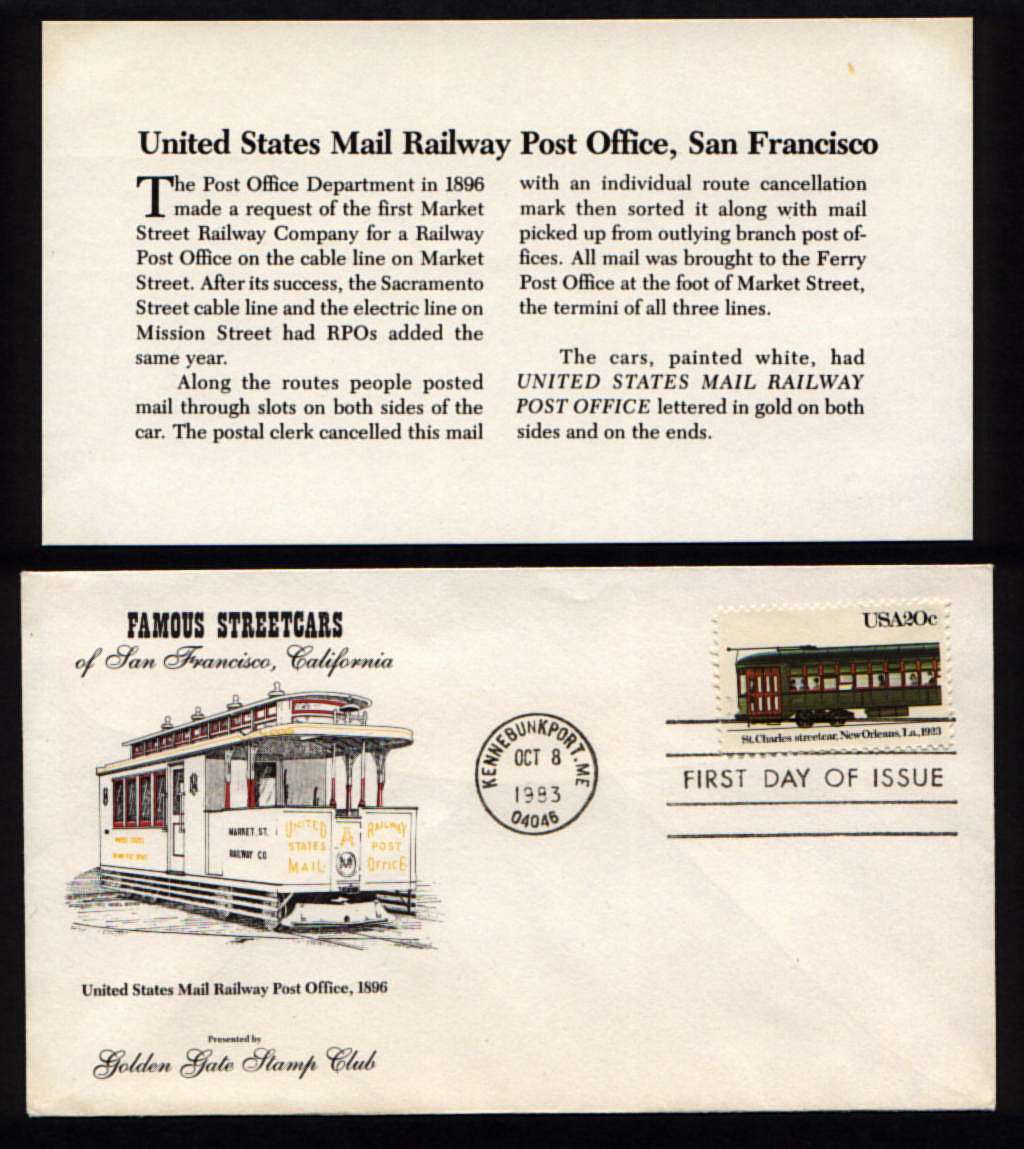 United States Mail Railway Post Office, San Francisco
The Post Office Department in 1896
made a request of the first Market
Street Railway Company for a Railway
Post Office on the cable line on Market
Street. After its success, the Sacramento
Street cable line and the electric line on
Mission Street had RPOs added the
same year.
Along the routes people posted
mail through slots on both sides of the
car. The postal clerk cancelled this mail
with an individual route cancellation
mark then sorted it along with mail
picked up from outlying branch post of-
fices. All mail was brought to the Ferry
Post Office at the foot of Market Street,
the termini of all three lines.
The cars, painted white, had
UNITED STATES MAIL RAILWAY
POST OFFICE lettered in gold on both
sides and on the ends.
FAMOUS STREETCARS
of San Francisco, California
8
8
MARKET ST.
RAILWAY CO
UNITED
STATES
MAIL
A
M
RAILWAY
POST
OFFICE
United States Mail Railway Post Office, 1896
Presented by
Golden Gate Stamp Club
KENNEBUNKPORT, ME
OCT 8
1983
04046
USA20c
St. Charles streetcar, New Orleans, La., 1923
FIRST DAY OF ISSUE